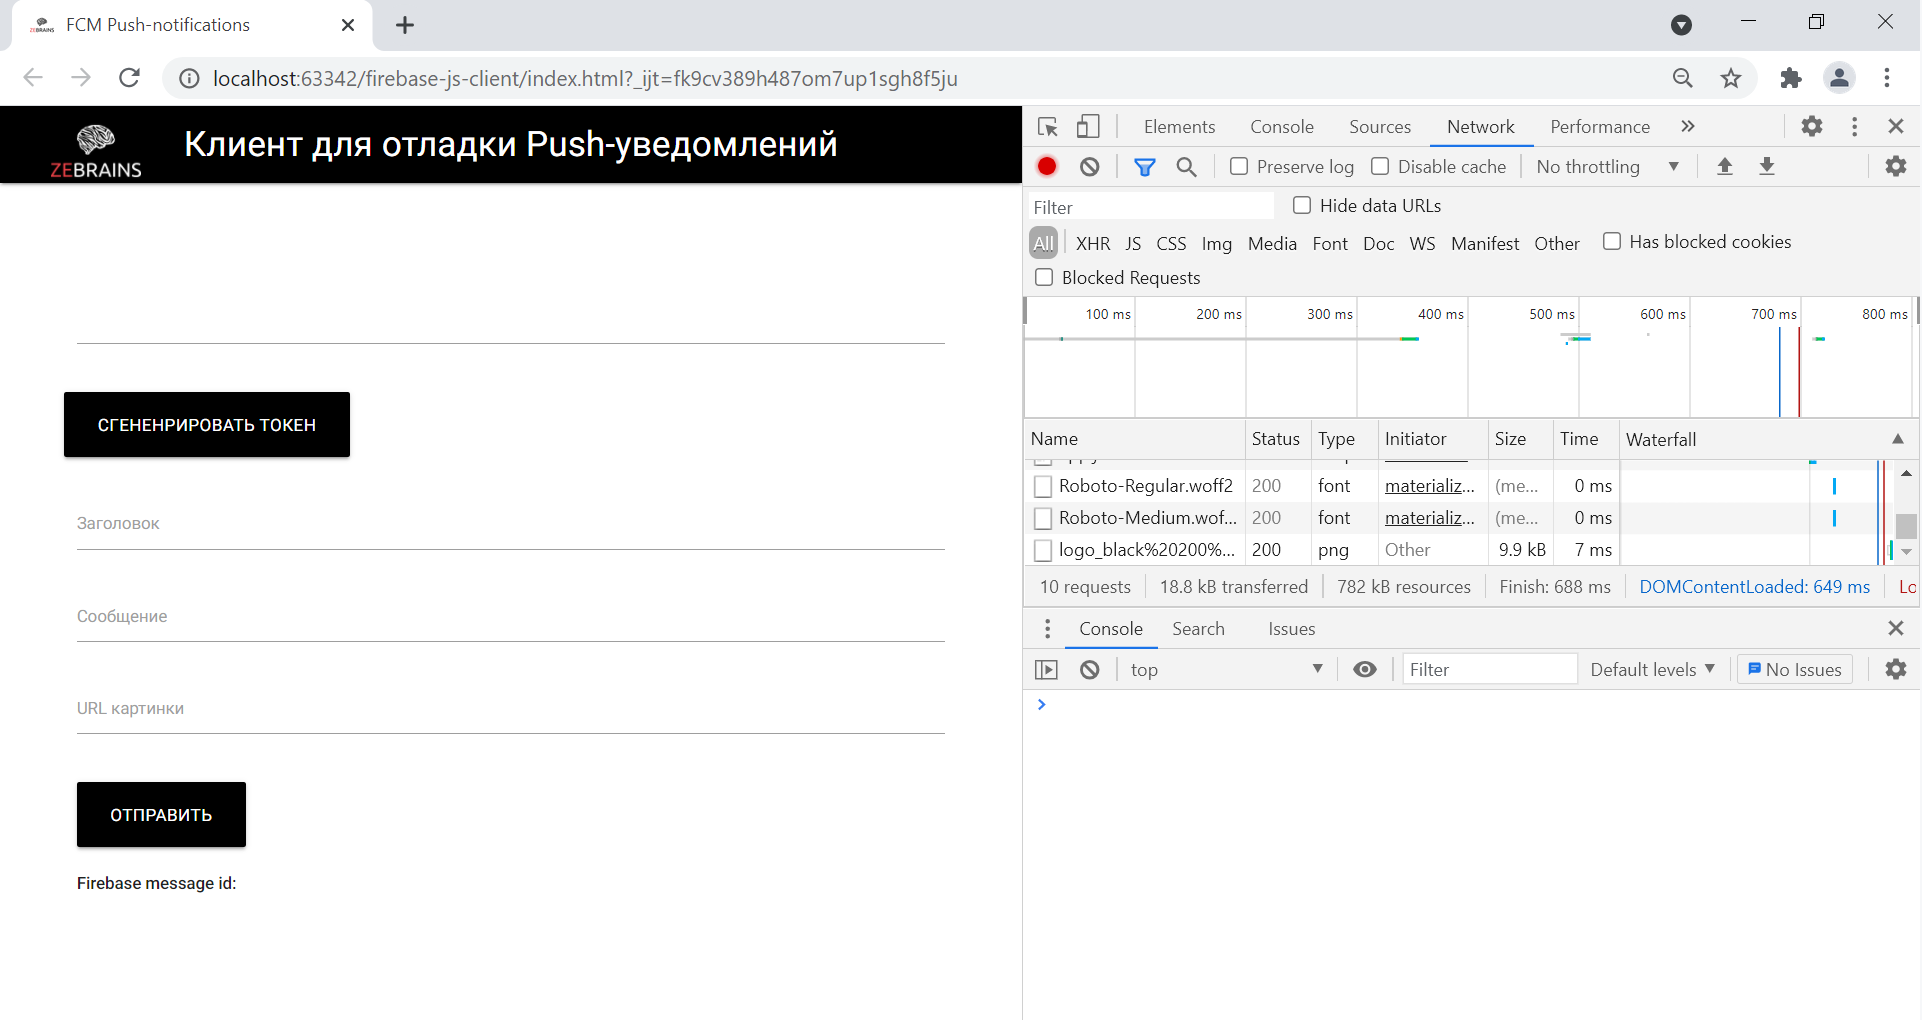 FCM Push-notifications
localhost:63342/firebase-js-client/index.html?_ijt=fk9cv389h487om7up1sgh8f5ju
ZEBRAINS
Клиент для отладки Push-уведомлений
СГЕНЕНРИРОВАТЬ ТОКЕН
Заголовок
Сообщение
URL картинки
ОТПРАВИТЬ
Firebase message id:
Elements Console Sources Network Performance »
Preserve log Disable cache No throttling
Filter Hide data URLs
All XHR JS CSS Img Media Font Doc WS Manifest Other Has blocked cookies
Blocked Requests
100 ms 200 ms 300 ms 400 ms 500 ms 600 ms 700 ms 800 ms
Name Status Type Initiator Size Time Waterfall
Roboto-Regular.woff2 200 font materializ... (me... 0 ms
Roboto-Medium.wof... 200 font materializ... (me... 0 ms
logo_black%20200%... 200 png Other 9.9 kB 7 ms
10 requests 18.8 kB transferred 782 kB resources Finish: 688 ms DOMContentLoaded: 649 ms Lo
Console Search Issues
top Filter Default levels No Issues